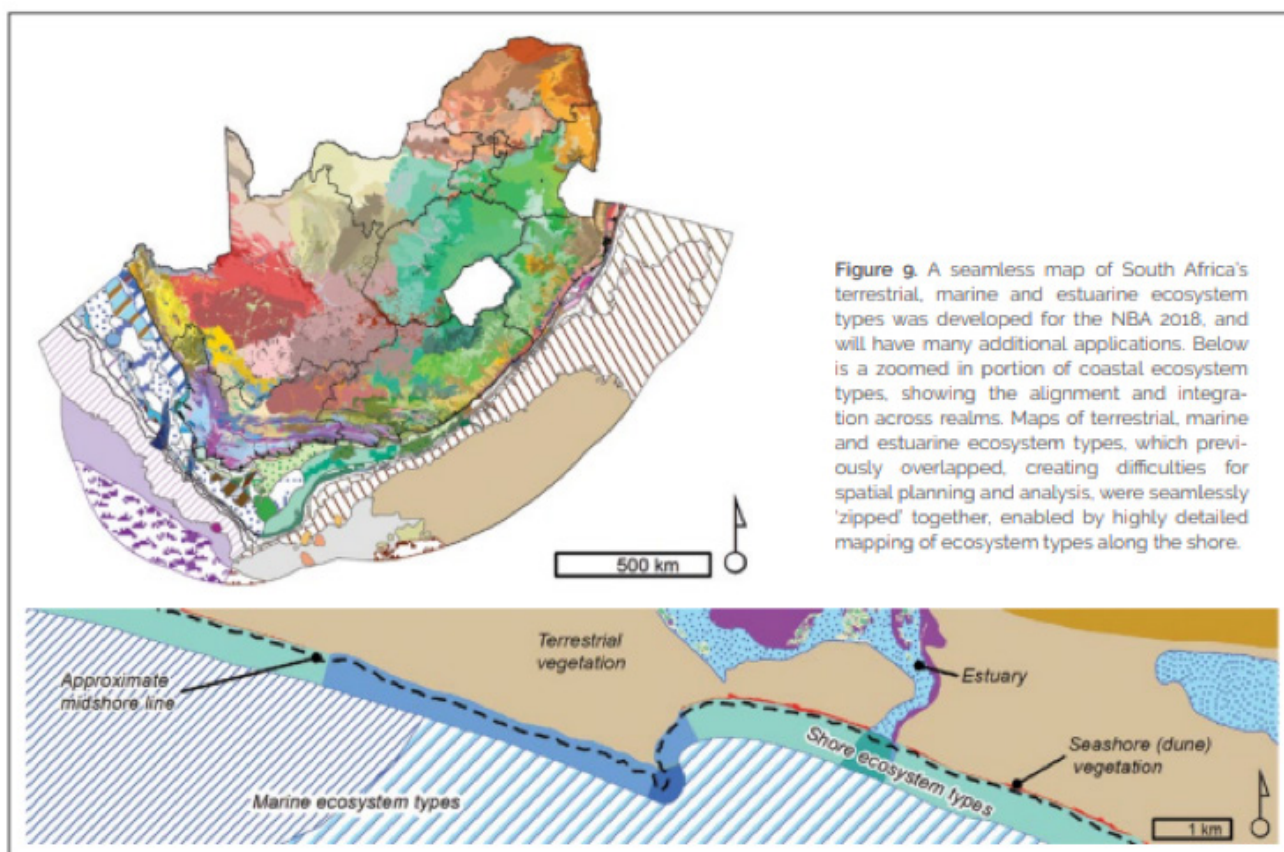 Figure 9. A seamless map of South Africa's
terrestrial, marine and estuarine ecosystem
types was developed for the NBA 2018, and
will have many additional applications. Below
is a zoomed in portion of coastal ecosystem
types, showing the alignment and integra-
tion across realms. Maps of terrestrial, marine
and estuarine ecosystem types, which previ-
ously overlapped, creating difficulties for
spatial planning and analysis, were seamlessly
'zipped' together, enabled by highly detailed
mapping of ecosystem types along the shore.
500 km
Terrestrial
vegetation
Approximate
midshore line
Estuary
Shore ecosystem types
Seashore (dune)
vegetation
Marine ecosystem types
1 km